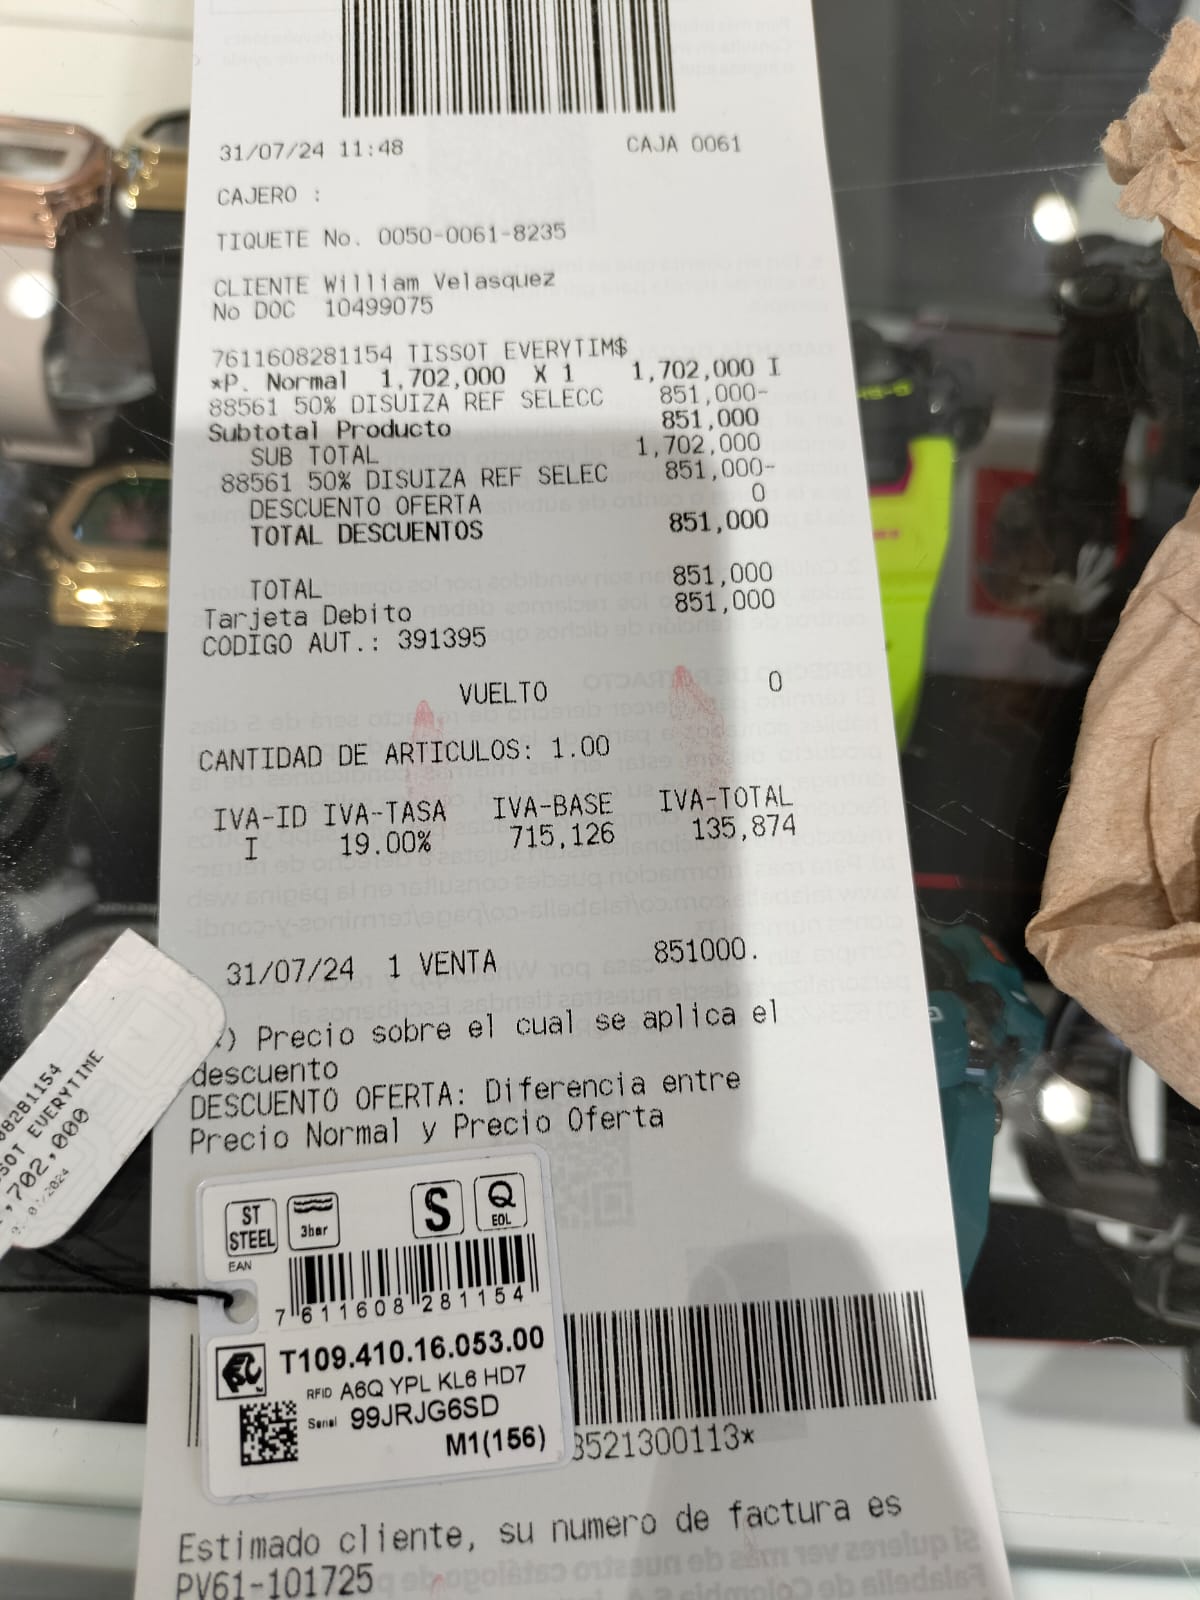 31/07/24 11:48 CAJA 0061
CAJERO :
TIQUETE No. 0050-0061-8235
CLIENTE William Velasquez
No DOC 10499075
7611608281154 TISSOT EVERYTIM$
*P. Normal 1,702,000 X 1 1,702,000 I
88561 50% DISUIZA REF SELECC 851,000-
Subtotal Producto 851,000
SUB TOTAL 1,702,000
88561 50% DISUIZA REF SELEC 851,000-
DESCUENTO OFERTA 0
TOTAL DESCUENTOS 851,000
TOTAL 851,000
Tarjeta Debito 851,000
CODIGO AUT.: 391395
VUELTO 0
CANTIDAD DE ARTICULOS: 1.00
IVA-ID IVA-TASA IVA-BASE IVA-TOTAL
I 19.00% 715,126 135,874
31/07/24 1 VENTA 851000.
) Precio sobre el cual se aplica el
descuento
DESCUENTO OFERTA: Diferencia entre
Precio Normal y Precio Oferta
08281154
SOT EVERYTIME
,702,000
ST STEEL
3bar
S
Q EOL
EAN
7 611608 281154
T109.410.16.053.00
RFID A6Q YPL KL6 HD7
Serial 99JRJG6SD
M1(156)
3521300113*
Estimado cliente, su numero de factura es
PV61-101725